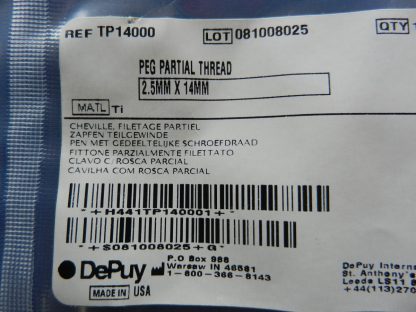 REF TP14000 LOT 081008025 QTY 1
PEG PARTIAL THREAD
2.5MM X 14MM
MATL Ti
CHEVILLE, FILETAGE PARTIEL
ZAPFEN TEILGEWINDE
PEN MET GEDEELTELIJKE SCHROEFDRAAD
FITTONE PARZIALMENTE FILETTATO
CLAVO C/ROSCA PARCIAL
CAVILHA COM ROSCA PARCIAL
-+H441TP140001+-
-+$081008025+G-
DePuy
P.O Box 988
Warsaw IN 46581
1-800-366-8143
MADE IN USA
DePuy Intern
St. Anthony's
Leeds LS11 8
+44(113)270